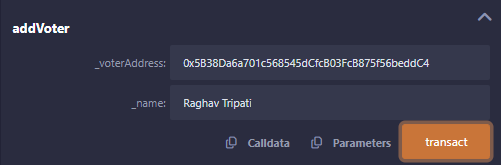 addVoter
_voterAddress: 0x5B38Da6a701c568545dCfcB03FcB875f56beddC4
_name: Raghav Tripati
Calldata Parameters transact